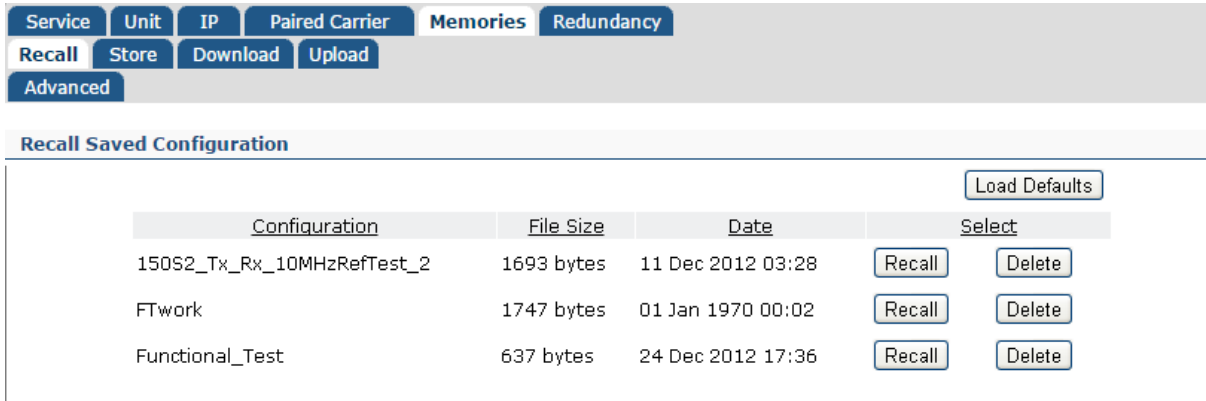 Service Unit IP Paired Carrier Memories Redundancy
Recall Store Download Upload
Advanced
Recall Saved Configuration
Load Defaults
Configuration File Size Date Select
150S2_Tx_Rx_10MHzRefTest_2 1693 bytes 11 Dec 2012 03:28 Recall Delete
FTwork 1747 bytes 01 Jan 1970 00:02 Recall Delete
Functional_Test 637 bytes 24 Dec 2012 17:36 Recall Delete